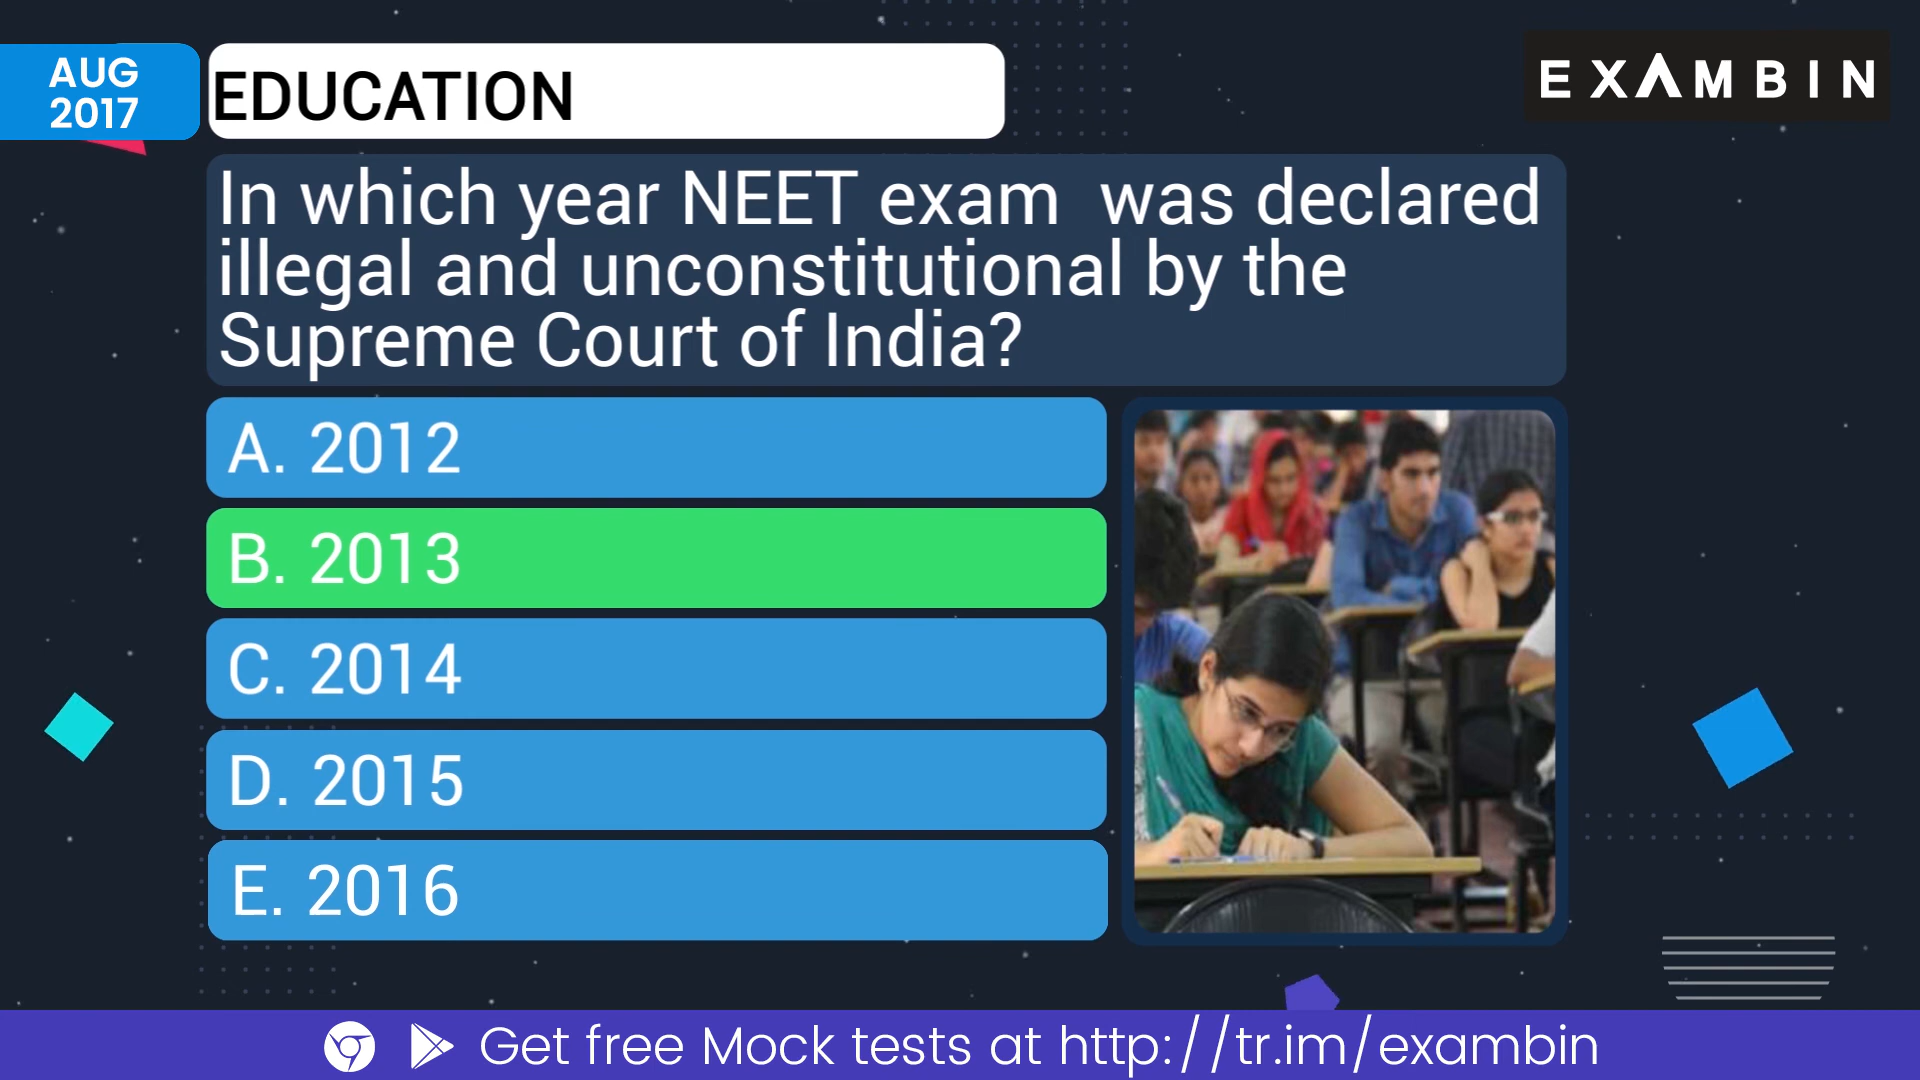 AUG
2017
EDUCATION
EXAMBIN
In which year NEET exam was declared
illegal and unconstitutional by the
Supreme Court of India?
A. 2012
B. 2013
C. 2014
D. 2015
E. 2016
Get free Mock tests at http://tr.im/exambin